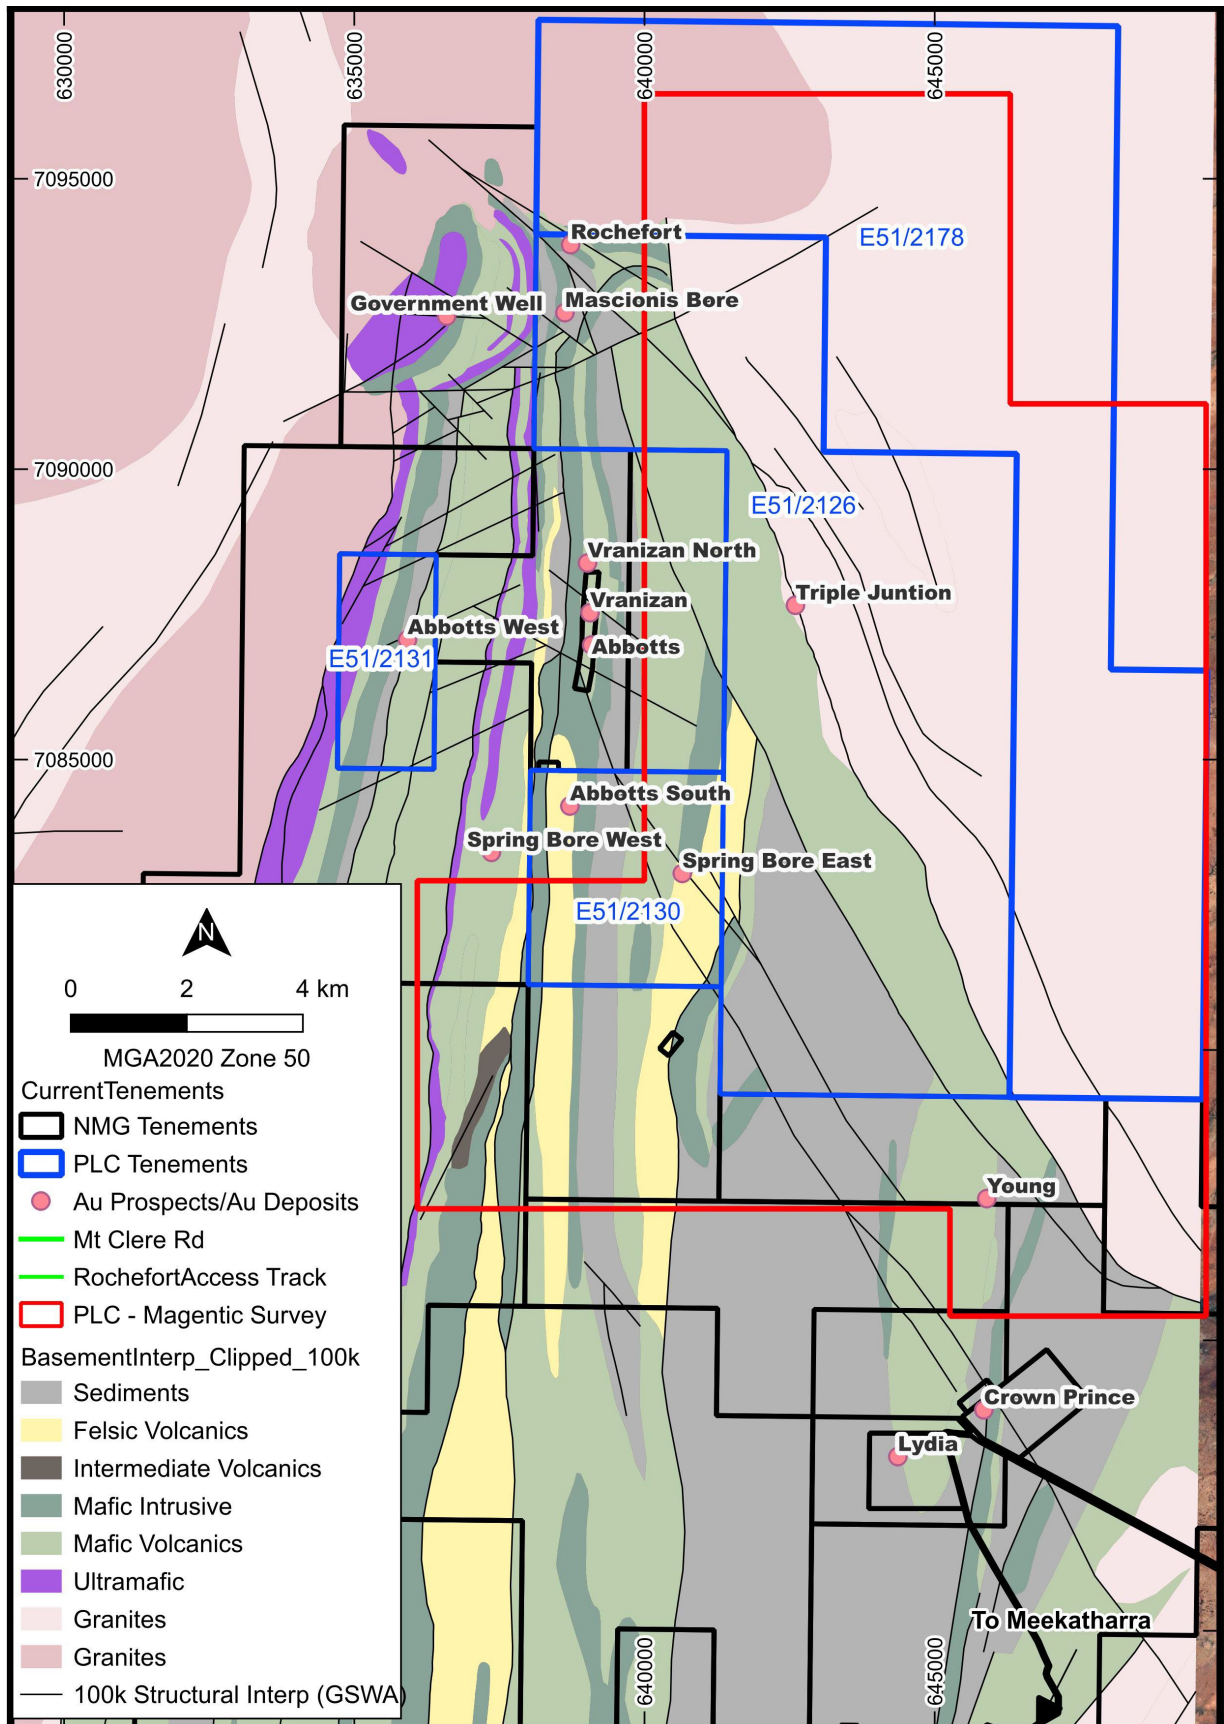 630000
635000
640000
645000
7095000
E51/2178
Rochefort
Government Well
Mascionis Bore
7090000
E51/2126
Vranizan North
Vranizan
Triple Juntion
Abbotts West
Abbotts
E51/2131
7085000
Abbotts South
Spring Bore West
Spring Bore East
E51/2130
N
0 2 4 km
MGA2020 Zone 50
CurrentTenements
NMG Tenements
PLC Tenements
Au Prospects/Au Deposits
Mt Clere Rd
RochefortAccess Track
PLC - Magentic Survey
BasementInterp_Clipped_100k
Sediments
Felsic Volcanics
Intermediate Volcanics
Mafic Intrusive
Mafic Volcanics
Ultramafic
Granites
Granites
100k Structural Interp (GSWA)
Young
Crown Prince
Lydia
To Meekatharra
640000
645000